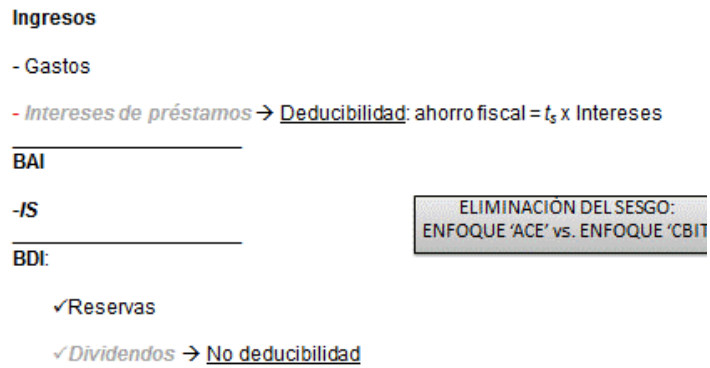 Ingresos
- Gastos
- Intereses de préstamos → Deducibilidad: ahorro fiscal = ts x Intereses
BAI
-IS
ELIMINACIÓN DEL SESGO:
ENFOQUE ‘ACE’ vs. ENFOQUE ‘CBIT
BDI:
✓Reservas
✓Dividendos → No deducibilidad